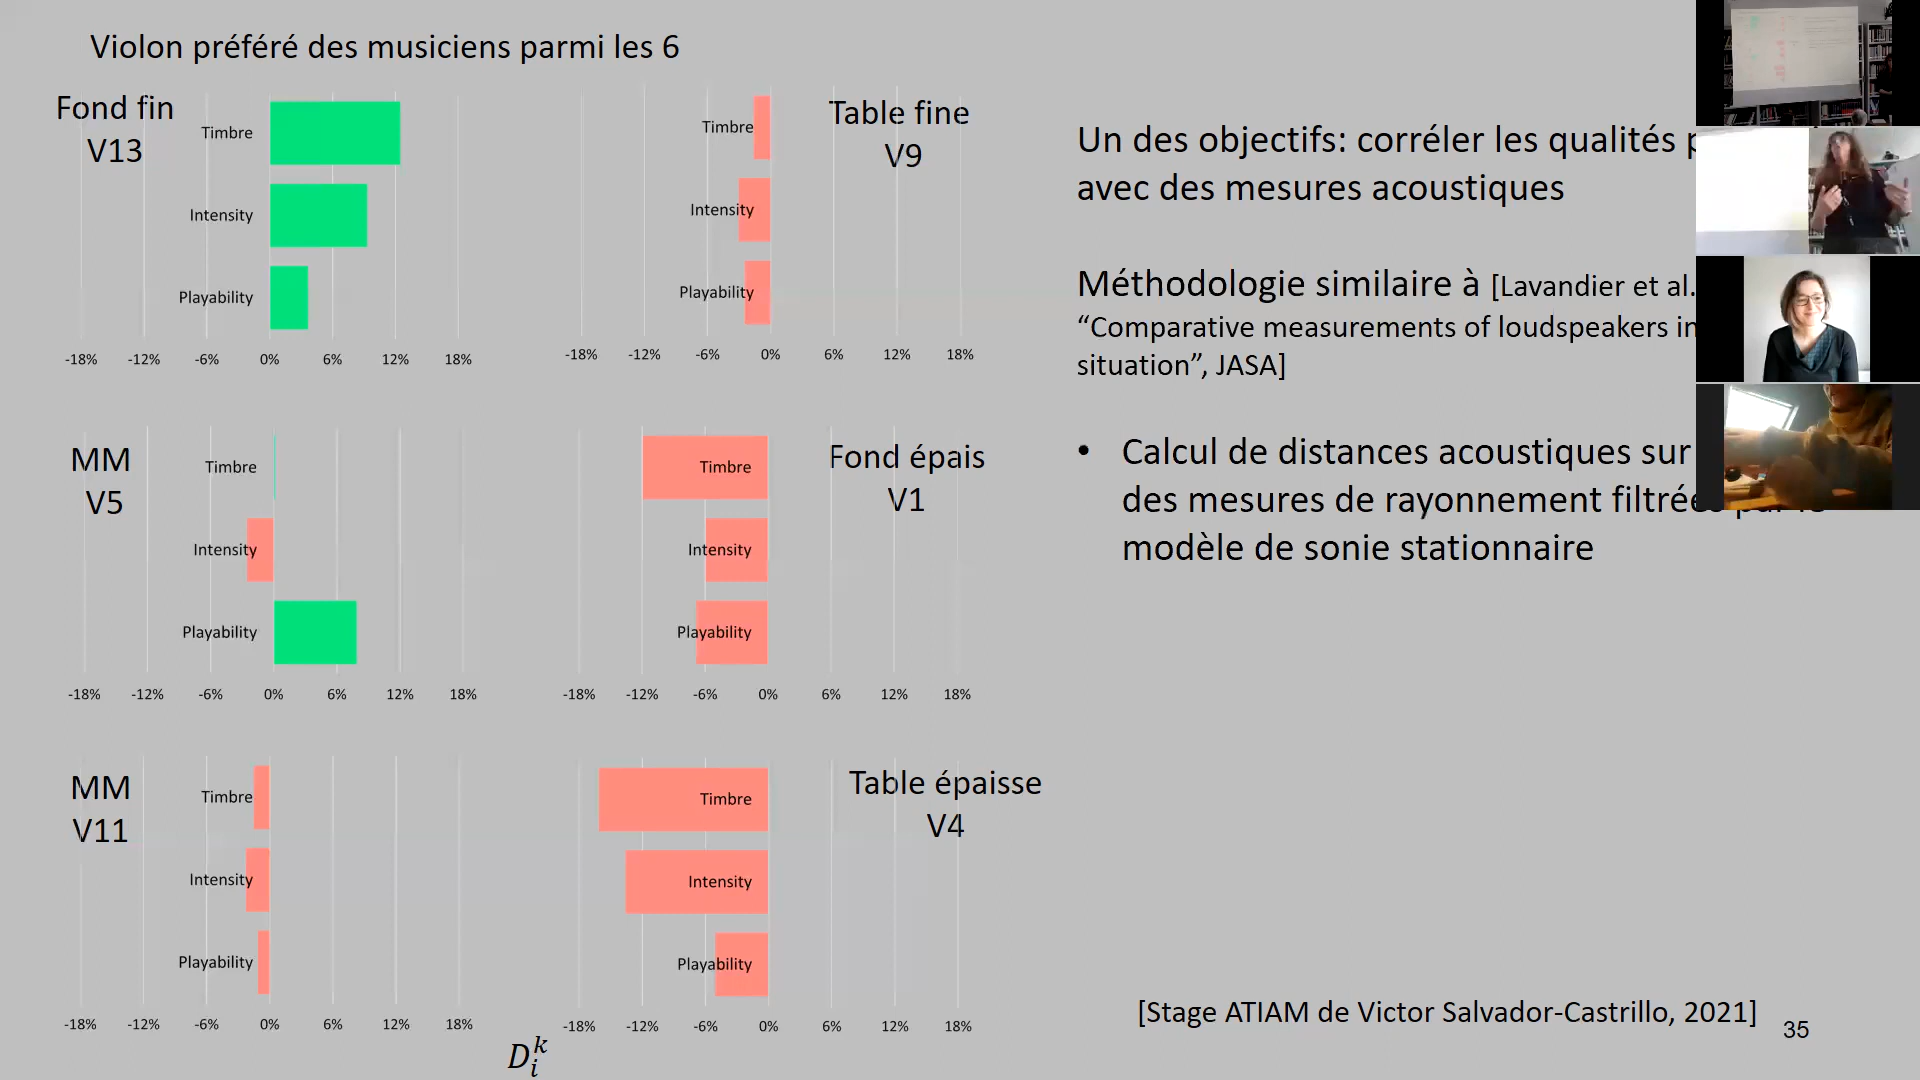 Violon préféré des musiciens parmi les 6
Fond fin
V13
Timbre
Intensity
Playability
-18% -12% -6% 0% 6% 12% 18%
Table fine
V9
Timbre
Intensity
Playability
-18% -12% -6% 0% 6% 12% 18%
MM
V5
Timbre
Intensity
Playability
-18% -12% -6% 0% 6% 12% 18%
Fond épais
V1
Timbre
Intensity
Playability
-18% -12% -6% 0% 6% 12% 18%
MM
V11
Timbre
Intensity
Playability
-18% -12% -6% 0% 6% 12% 18%
Table épaisse
V4
Timbre
Intensity
Playability
-18% -12% -6% 0% 6% 12% 18%
D_i^k
Un des objectifs: corréler les qualités
avec des mesures acoustiques
Méthodologie similaire à [Lavandier et al.
“Comparative measurements of loudspeakers in
situation”, JASA]
• Calcul de distances acoustiques sur
des mesures de rayonnement filtrées
modèle de sonie stationnaire
[Stage ATIAM de Victor Salvador-Castrillo, 2021]
35